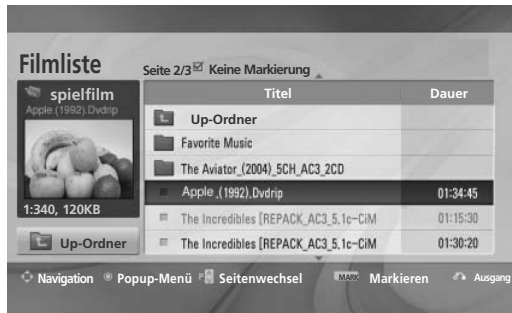 Filmliste
Seite 2/3 Keine Markierung
spielfilm
Apple.(1992).Dvdrip
1:340, 120KB
Up-Ordner
Titel Dauer
Up-Ordner
Favorite Music
The Aviator_(2004)_5CH_AC3_2CD
Apple .(1992).Dvdrip 01:34:45
The Incredibles [REPACK_AC3_5.1c-CiM 01:15:30
The Incredibles [REPACK_AC3_5.1c-CiM 01:30:20
Navigation Popup-Menü P Seitenwechsel MARK Markieren Ausgang